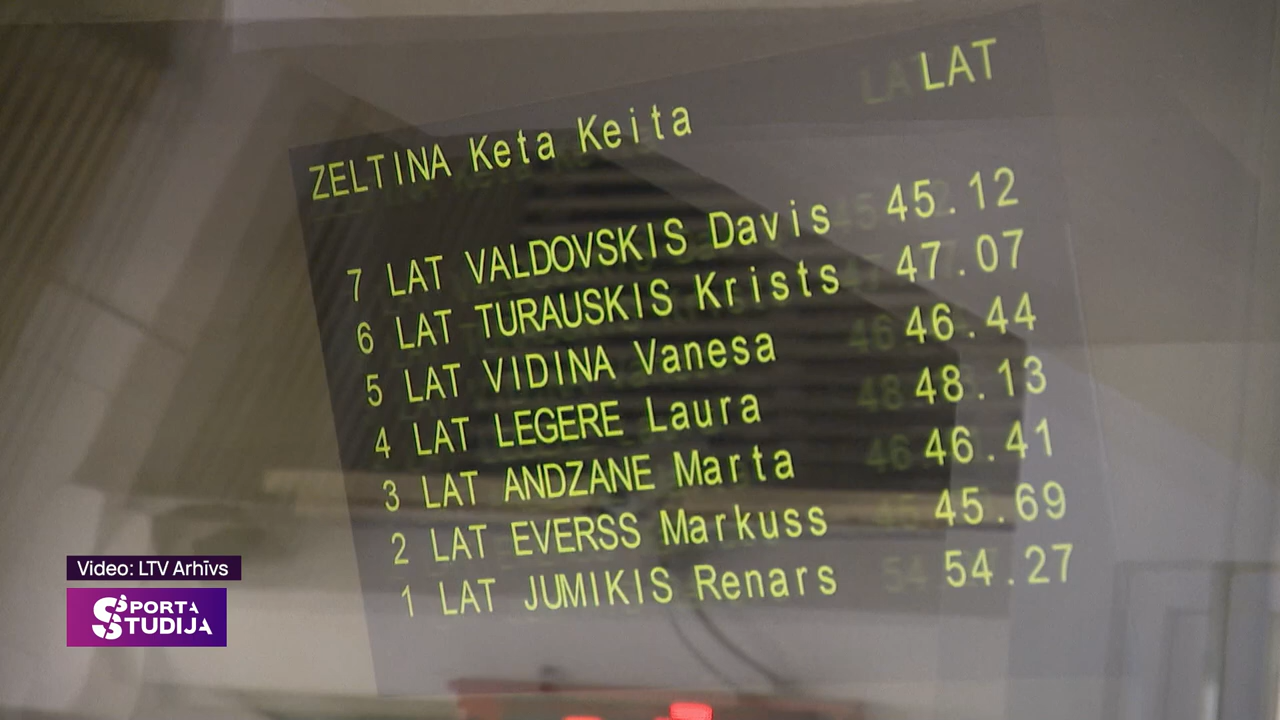 LAT
ZELTINA Keta Keita
7 LAT VALDOVSKIS Davis 45.12
6 LAT TURAUSKIS Krists 47.07
5 LAT VIDINA Vanesa 46.44
4 LAT LEGERE Laura 48.13
3 LAT ANDZANE Marta 46.41
2 LAT EVERSS Markuss 45.69
1 LAT JUMIKIS Renars 54.27
Video: LTV Arhīvs
SPORTA
STUDIJA